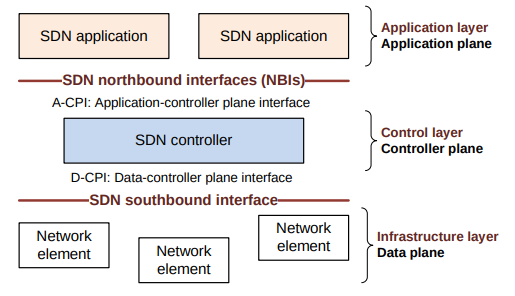 SDN application
SDN application
Application layer
Application plane
SDN northbound interfaces (NBIs)
A-CPI: Application-controller plane interface
SDN controller
Control layer
Controller plane
D-CPI: Data-controller plane interface
SDN southbound interface
Network
element
Network
element
Network
element
Infrastructure layer
Data plane